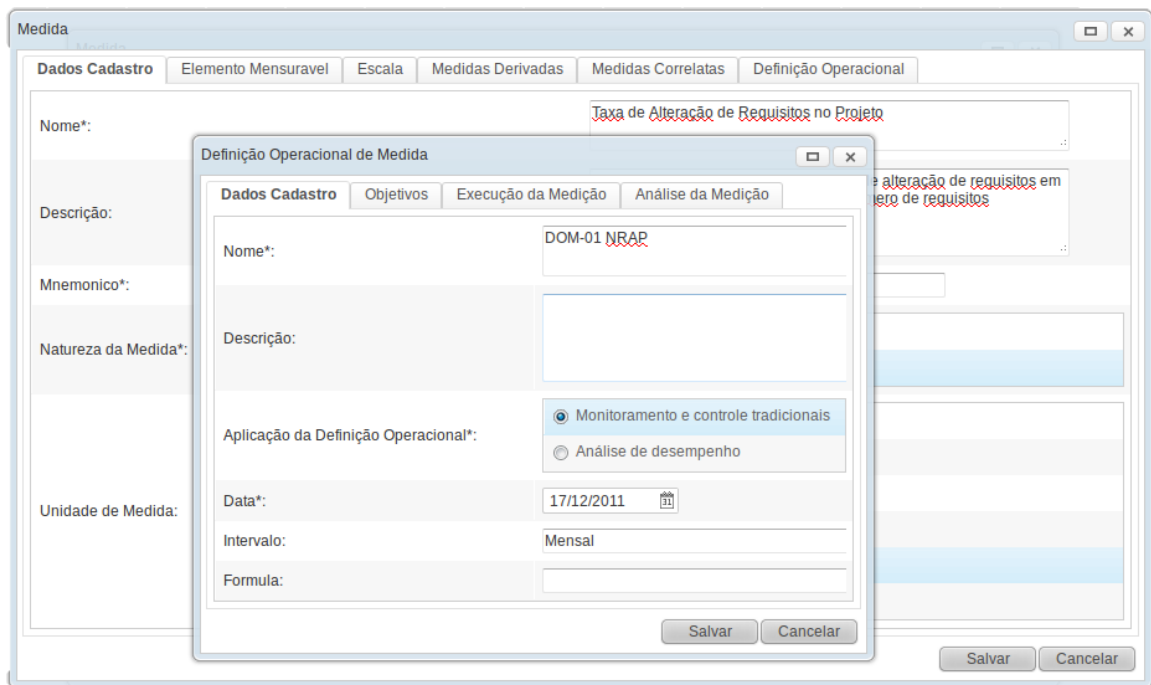 Medida
Dados Cadastro Elemento Mensuravel Escala Medidas Derivadas Medidas Correlatas Definição Operacional
Nome*: Taxa de Alteração de Requisitos no Projeto
Descrição: alteração de requisitos em
requisitos
Mnemonico*:
Natureza da Medida*:
Unidade de Medida:
Salvar Cancelar
Definição Operacional de Medida
Dados Cadastro Objetivos Execução da Medição Análise da Medição
Nome*: DOM-01 NRAP
Descrição:
Aplicação da Definição Operacional*: Monitoramento e controle tradicionais
Análise de desempenho
Data*: 17/12/2011 31
Intervalo: Mensal
Formula:
Salvar Cancelar